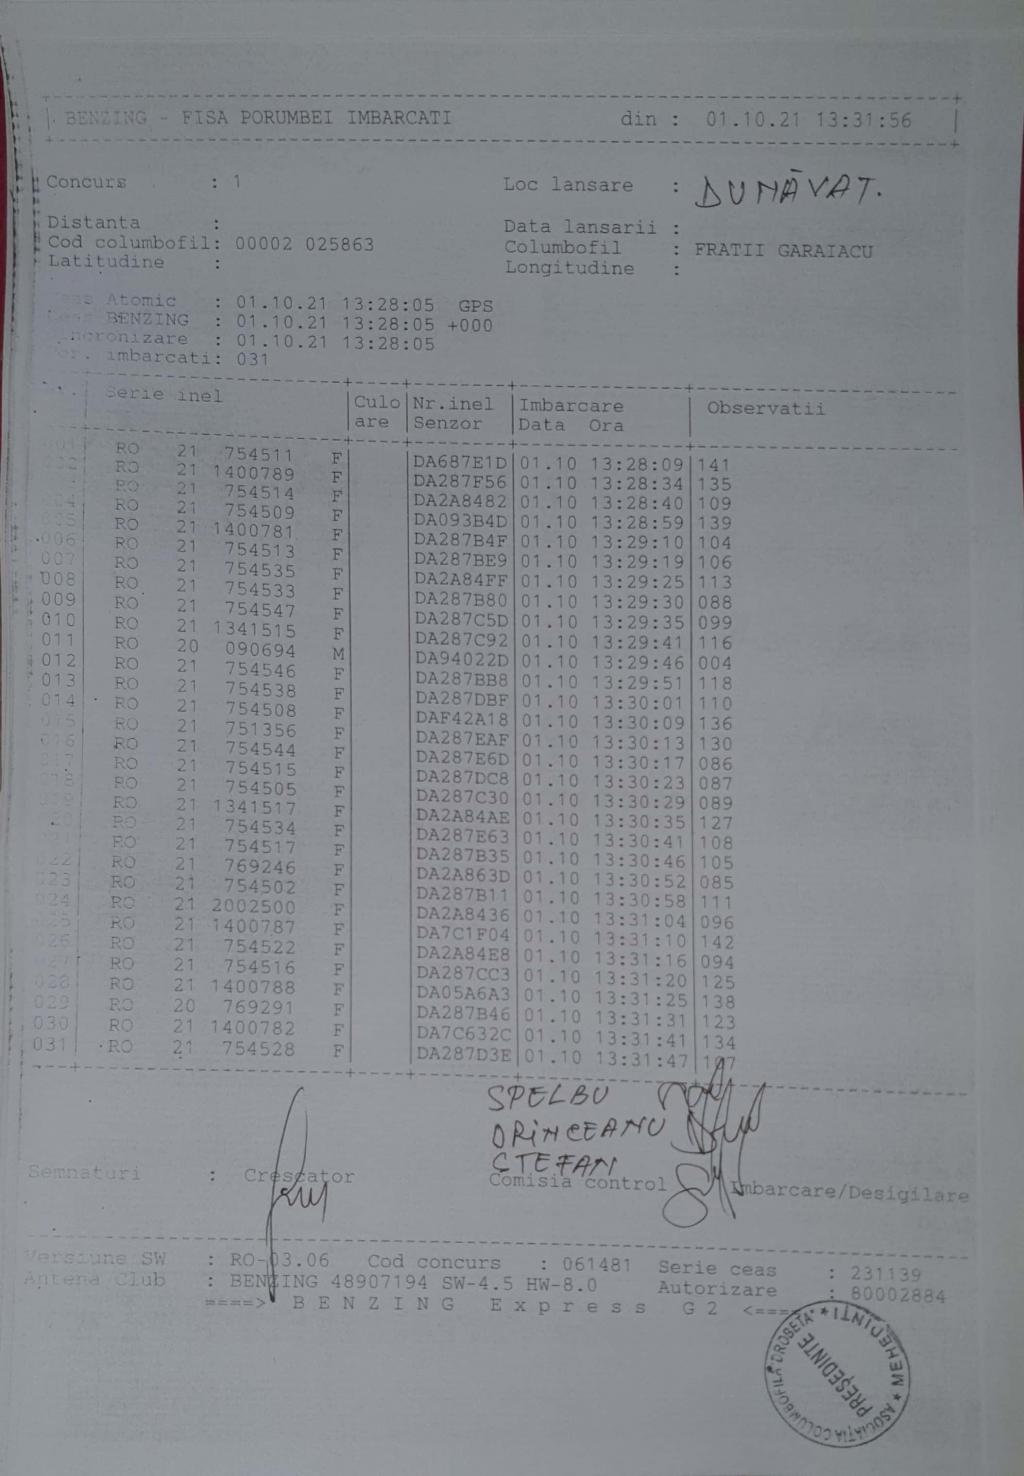 BENZING - FISA PORUMBEI IMBARCATI din : 01.10.21 13:31:56
Concurs : 1 Loc lansare : DUNĂVAT.
Distanta : Data lansarii :
Cod columbofil: 00002 025863 Columbofil : FRATII GARAIACU
Latitudine : Longitudine :
Atomic : 01.10.21 13:28:05 GPS
BENZING : 01.10.21 13:28:05 +000
: 01.10.21 13:28:05
imbarcati: 031
Serie inel Culo Nr.inel Imbarcare Observatii
are Senzor Data Ora
RO 21 754511 F DA687E1D 01.10 13:28:09 141
RO 21 1400789 F DA287F56 01.10 13:28:34 135
RO 21 754514 F DA2A8482 01.10 13:28:40 109
004 RO 21 754509 F DA093B4D 01.10 13:28:59 139
005 RO 21 1400781 F DA287B4F 01.10 13:29:10 104
006 RO 21 754513 F DA287BE9 01.10 13:29:19 106
007 RO 21 754535 F DA2A84FF 01.10 13:29:25 113
008 RO 21 754533 F DA287B80 01.10 13:29:30 088
009 RO 21 754547 F DA287C5D 01.10 13:29:35 099
010 RO 21 1341515 F DA287C92 01.10 13:29:41 116
011 RO 20 090694 M DA94022D 01.10 13:29:46 004
012 RO 21 754546 F DA287BB8 01.10 13:29:51 118
013 RO 21 754538 F DA287DBF 01.10 13:30:01 110
014 RO 21 754508 F DAF42A18 01.10 13:30:09 136
015 RO 21 751356 F DA287EAF 01.10 13:30:13 130
016 RO 21 754544 F DA287E6D 01.10 13:30:17 086
RO 21 754515 F DA287DC8 01.10 13:30:23 087
RO 21 754505 F DA287C30 01.10 13:30:29 089
RO 21 1341517 F DA2A84AE 01.10 13:30:35 127
RO 21 754534 F DA287E63 01.10 13:30:41 108
RO 21 754517 F DA287B35 01.10 13:30:46 105
022 RO 21 769246 F DA2A863D 01.10 13:30:52 085
023 RO 21 754502 F DA287B11 01.10 13:30:58 111
024 RO 21 2002500 F DA2A8436 01.10 13:31:04 096
025 RO 21 1400787 F DA7C1F04 01.10 13:31:10 142
026 RO 21 754522 F DA2A84E8 01.10 13:31:16 094
RO 21 754516 F DA287CC3 01.10 13:31:20 125
028 RO 21 1400788 F DA05A6A3 01.10 13:31:25 138
029 RO 20 769291 F DA287B46 01.10 13:31:31 123
030 RO 21 1400782 F DA7C632C 01.10 13:31:41 134
031 RO 21 754528 F DA287D3E 01.10 13:31:47
SPELBU
ORINCEANU
STEFAN
Semnaturi : Crescator Comisia control Imbarcare/Desigilare
Versiune SW : RO-03.06 Cod concurs : 061481 Serie ceas : 231139
Antena Club : BENZING 48907194 SW-4.5 HW-8.0 Autorizare : 80002884
====> BENZING Express G2 <====
ASOCIAȚIA COLUMBOFILĂ DROBETA * MEHEDINȚI *
PREȘEDINTE